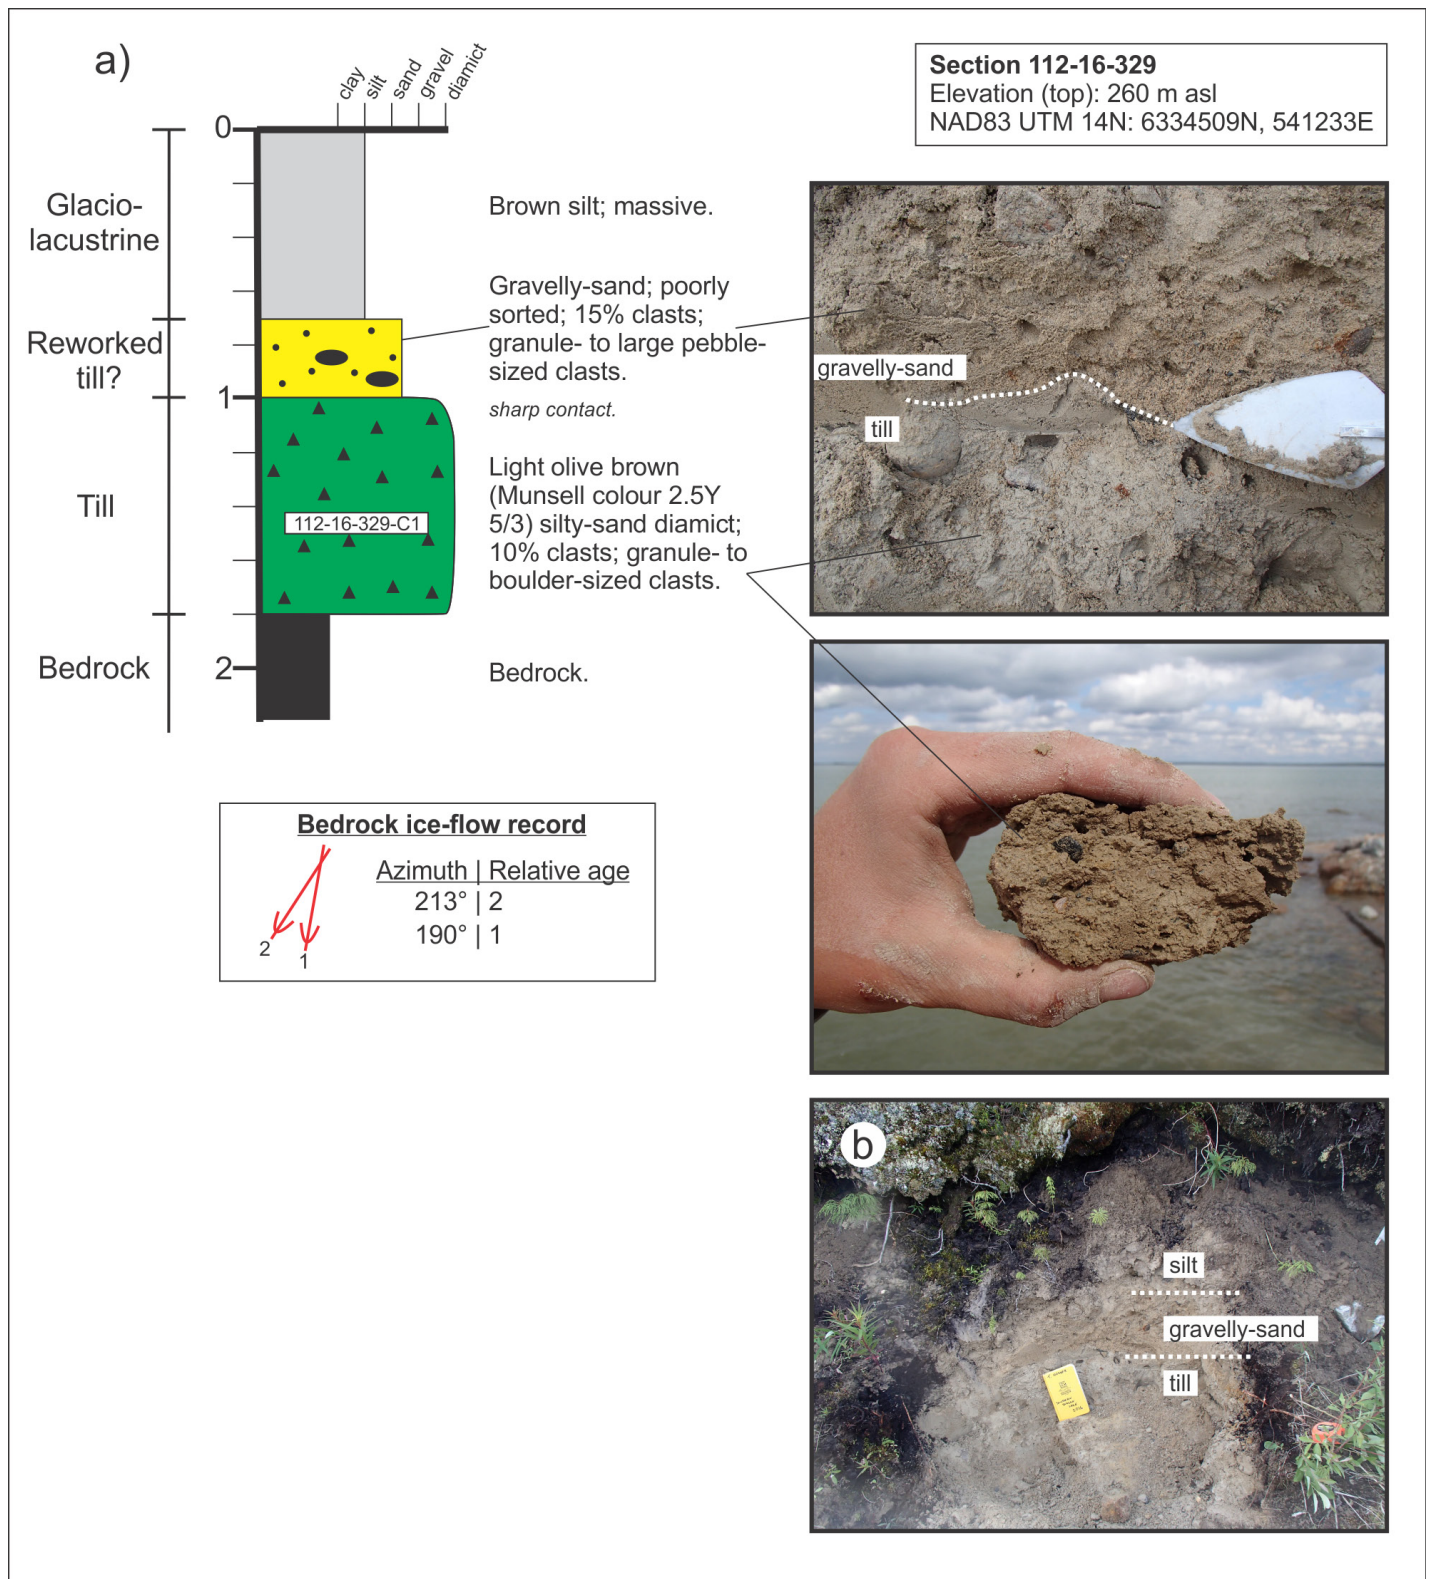 a)
clay
silt
sand
gravel
diamict
Section 112-16-329
Elevation (top): 260 m asl
NAD83 UTM 14N: 6334509N, 541233E
0
1
2
Glacio-
lacustrine
Reworked
till?
Till
Bedrock
112-16-329-C1
Brown silt; massive.
Gravelly-sand; poorly
sorted; 15% clasts;
granule- to large pebble-
sized clasts.
sharp contact.
Light olive brown
(Munsell colour 2.5Y
5/3) silty-sand diamict;
10% clasts; granule- to
boulder-sized clasts.
Bedrock.
gravelly-sand
till
Bedrock ice-flow record
Azimuth | Relative age
213° | 2
190° | 1
2
1
b
silt
gravelly-sand
till